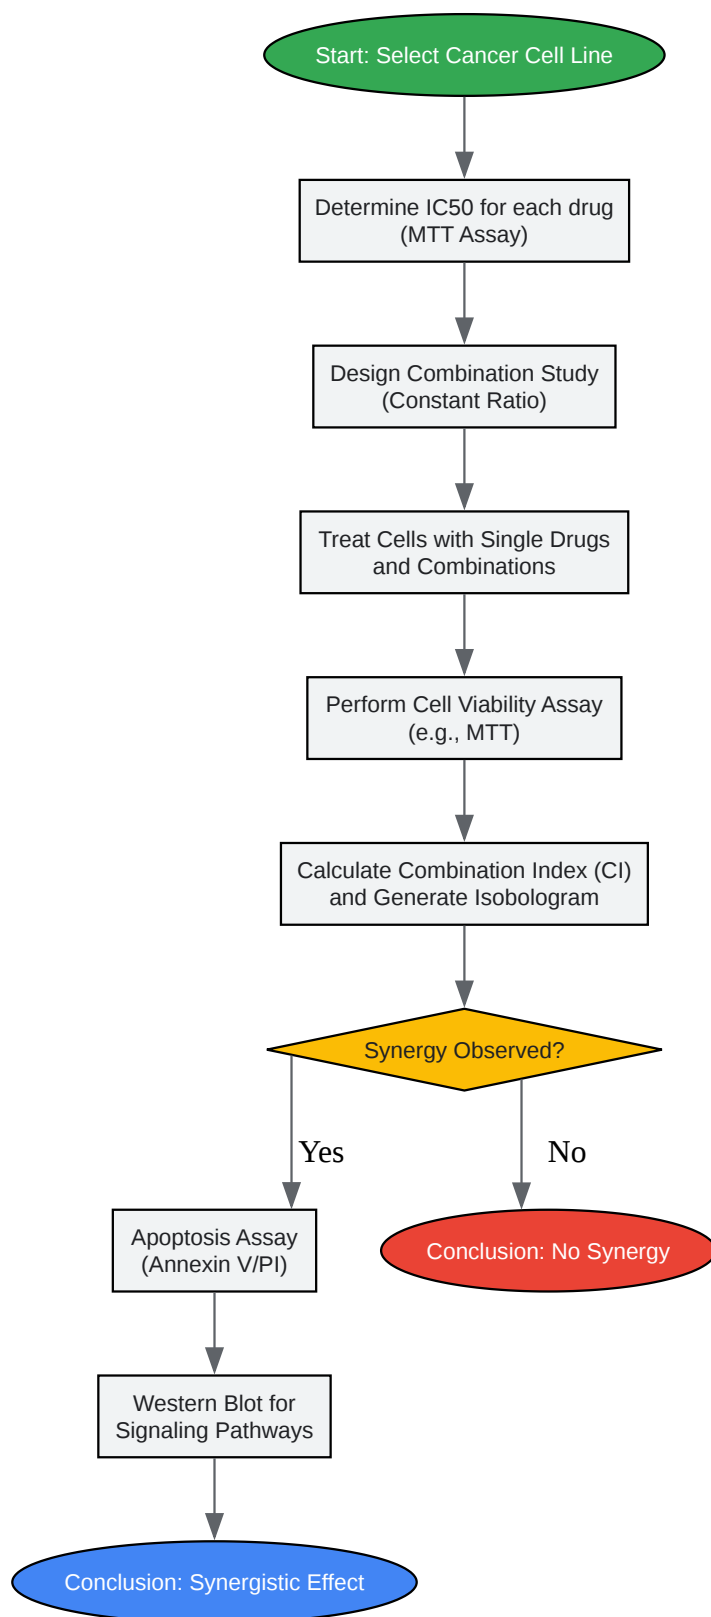 Start: Select Cancer Cell Line
Determine IC50 for each drug
(MTT Assay)
Design Combination Study
(Constant Ratio)
Treat Cells with Single Drugs
and Combinations
Perform Cell Viability Assay
(e.g., MTT)
Calculate Combination Index (CI)
and Generate Isobologram
Synergy Observed?
Yes
No
Apoptosis Assay
(Annexin V/PI)
Conclusion: No Synergy
Western Blot for
Signaling Pathways
Conclusion: Synergistic Effect